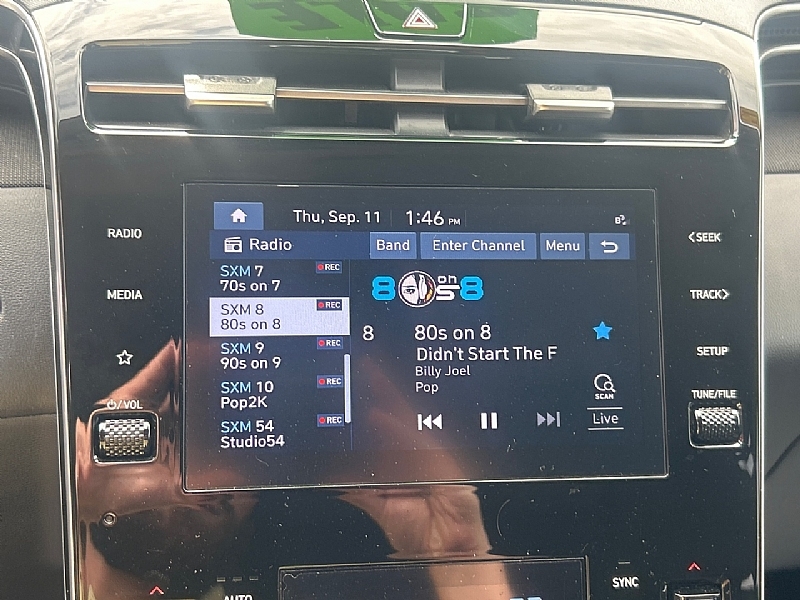 Thu, Sep. 11 1:46 PM
Radio Band Enter Channel Menu
SXM 7 REC
70s on 7
SXM 8 REC
80s on 8
SXM 9 REC
90s on 9
SXM 10 REC
Pop2K
SXM 54 REC
Studio54
80s on 8
8 80s on 8
Didn't Start The F
Billy Joel
Pop
SCAN
Live
RADIO
MEDIA
VOL
SEEK
TRACK
SETUP
TUNE/FILE
AUTO
SYNC